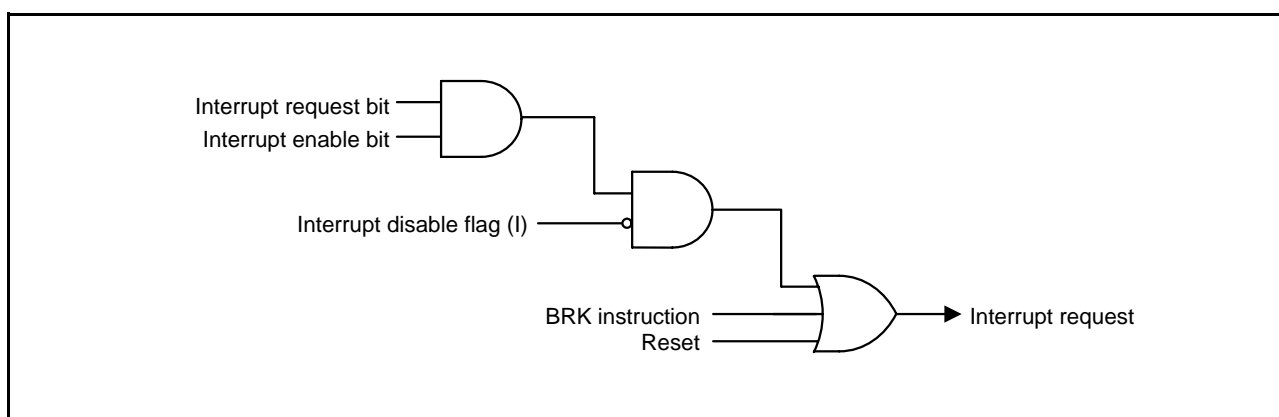 Interrupt request bit
Interrupt enable bit
Interrupt disable flag (I)
BRK instruction
Reset
Interrupt request